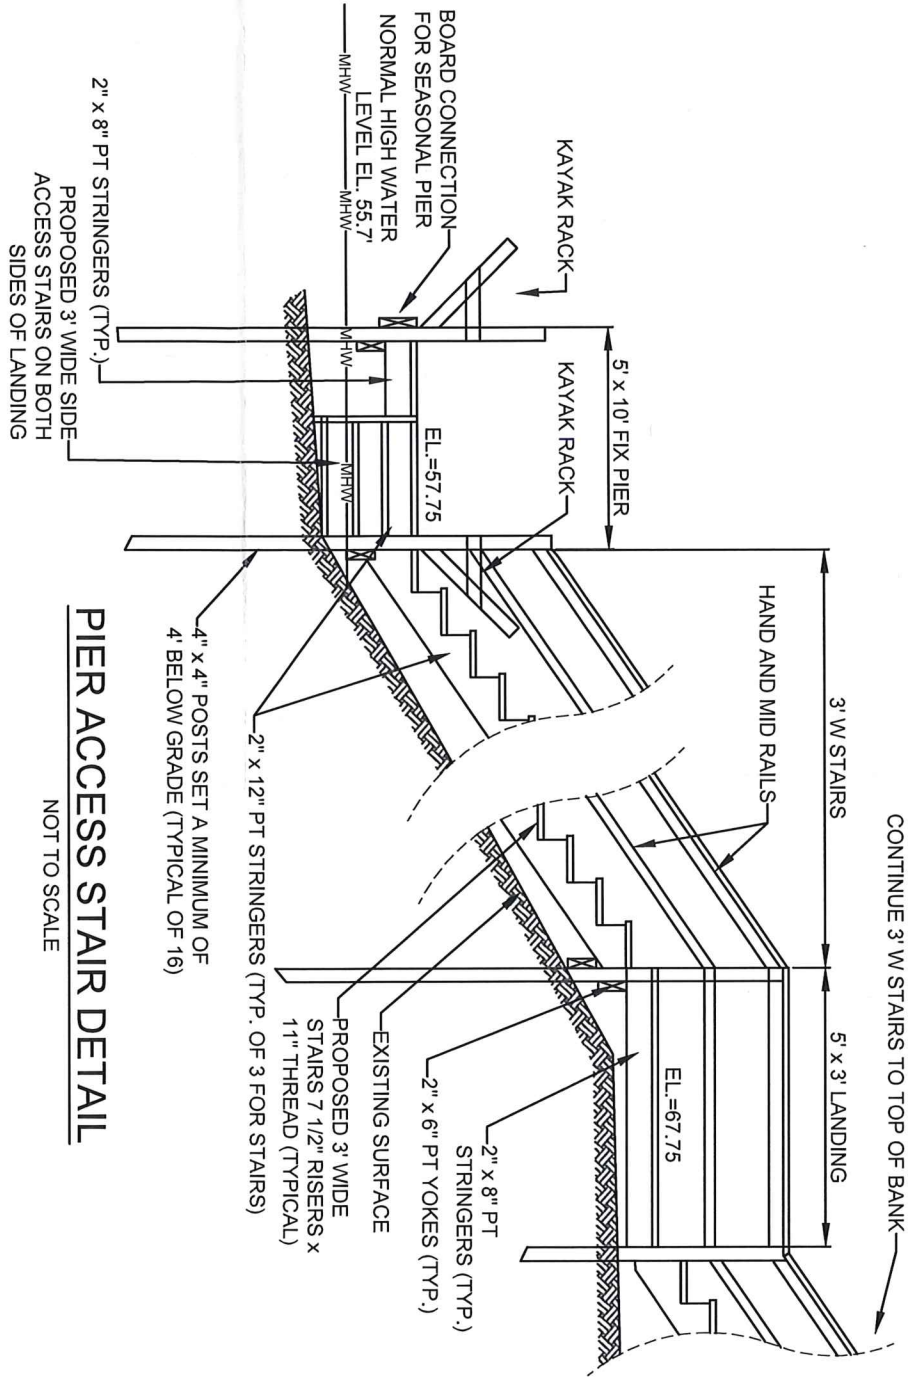 CONTINUE 3' W STAIRS TO TOP OF BANK
5' x 10' FIX PIER
3' W STAIRS
5' x 3' LANDING
KAYAK RACK
KAYAK RACK
HAND AND MID RAILS
BOARD CONNECTION
FOR SEASONAL PIER
NORMAL HIGH WATER
LEVEL EL. 55.7'
MHW
MHW
MHW
MHW
EL.=57.75
EL.=67.75
2" x 8" PT STRINGERS (TYP.)
PROPOSED 3' WIDE SIDE
ACCESS STAIRS ON BOTH
SIDES OF LANDING
4" x 4" POSTS SET A MINIMUM OF
4' BELOW GRADE (TYPICAL OF 16)
2" x 12" PT STRINGERS (TYP. OF 3 FOR STAIRS)
2" x 8" PT
STRINGERS (TYP.)
2" x 6" PT YOKES (TYP.)
EXISTING SURFACE
PROPOSED 3' WIDE
STAIRS 7 1/2" RISERS x
11" THREAD (TYPICAL)
PIER ACCESS STAIR DETAIL
NOT TO SCALE